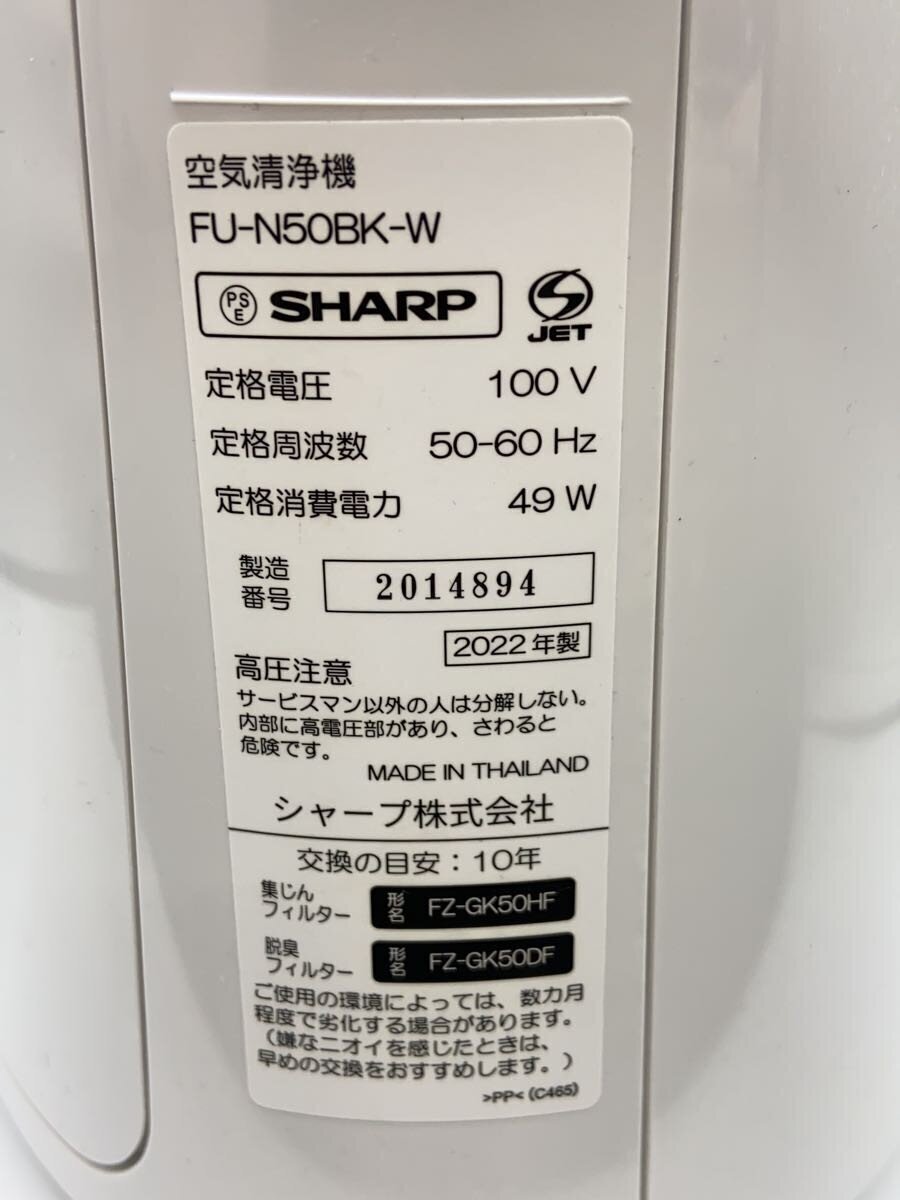 空気清浄機
FU-N50BK-W
PSE SHARP JET
定格電圧 100 V
定格周波数 50-60 Hz
定格消費電力 49 W
製造番号 2014894
2022年製
高圧注意
サービスマン以外の人は分解しない。
内部に高電圧部があり、さわると
危険です。
MADE IN THAILAND
シャープ株式会社
交換の目安：10年
集じんフィルター 形名 FZ-GK50HF
脱臭フィルター 形名 FZ-GK50DF
ご使用の環境によっては、数カ月
程度で劣化する場合があります。
（嫌なニオイを感じたときは、
早めの交換をおすすめします。）
>PP< (C465)